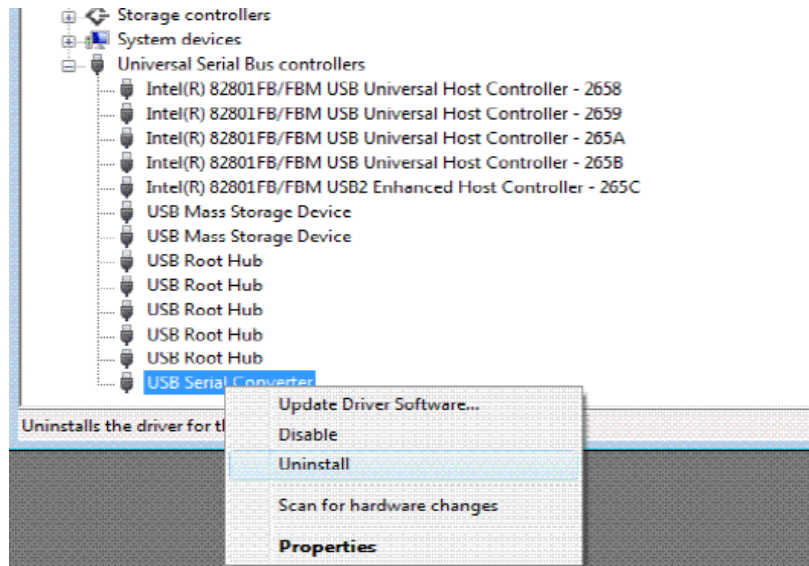 Storage controllers
System devices
Universal Serial Bus controllers
Intel(R) 82801FB/FBM USB Universal Host Controller - 2658
Intel(R) 82801FB/FBM USB Universal Host Controller - 2659
Intel(R) 82801FB/FBM USB Universal Host Controller - 265A
Intel(R) 82801FB/FBM USB Universal Host Controller - 265B
Intel(R) 82801FB/FBM USB2 Enhanced Host Controller - 265C
USB Mass Storage Device
USB Mass Storage Device
USB Root Hub
USB Root Hub
USB Root Hub
USB Root Hub
USB Root Hub
USB Serial Converter
Update Driver Software...
Uninstalls the driver for
Disable
Uninstall
Scan for hardware changes
Properties